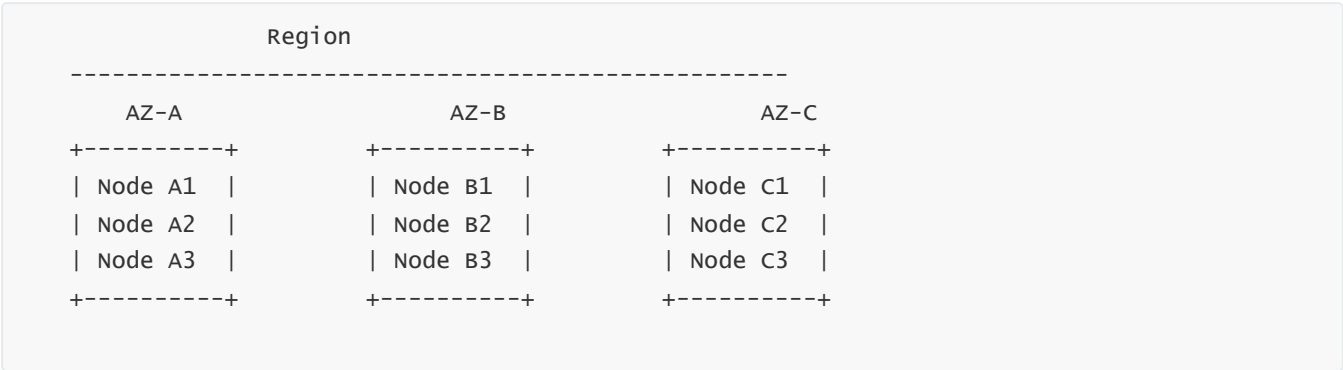 Region
---------------------------------------------------
AZ-A AZ-B AZ-C
+----------+ +----------+ +----------+
| Node A1 | | Node B1 | | Node C1 |
| Node A2 | | Node B2 | | Node C2 |
| Node A3 | | Node B3 | | Node C3 |
+----------+ +----------+ +----------+